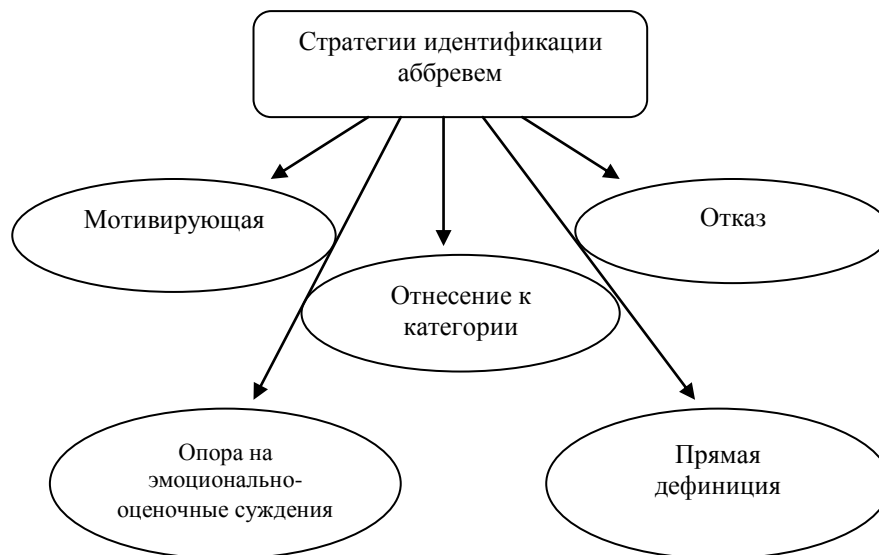 Стратегии идентификации
аббревем
Мотивирующая
Отказ
Отнесение к
категории
Опора на
эмоционально-
оценочные суждения
Прямая
дефиниция